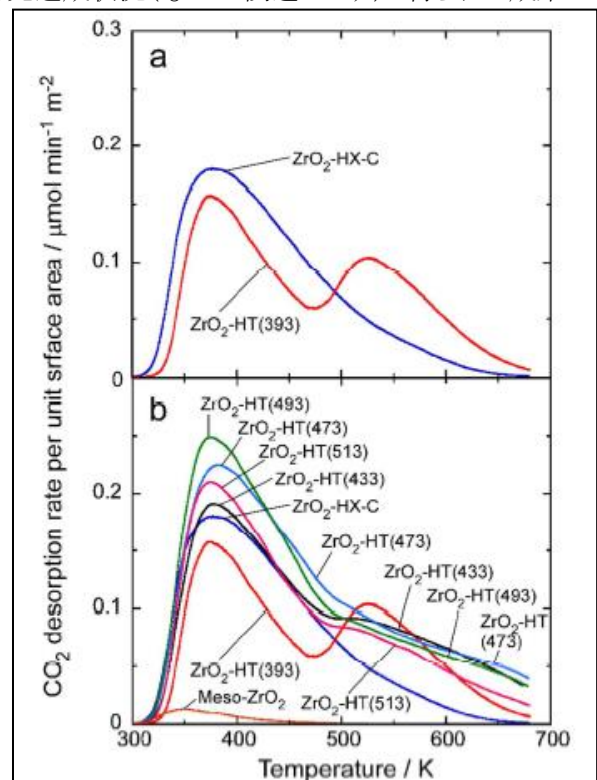 a
0.3
0.2
0.1
0
ZrO₂-HX-C
ZrO₂-HT(393)
CO₂ desorption rate per unit srface area / μmol min⁻¹ m⁻²
b
0.2
0.1
0
ZrO₂-HT(493)
ZrO₂-HT(473)
ZrO₂-HT(513)
ZrO₂-HT(433)
ZrO₂-HX-C
ZrO₂-HT(473)
ZrO₂-HT(433)
ZrO₂-HT(493)
ZrO₂-HT
(473)
ZrO₂-HT(393)
Meso-ZrO₂
ZrO₂-HT(513)
300 400 500 600 700
Temperature / K